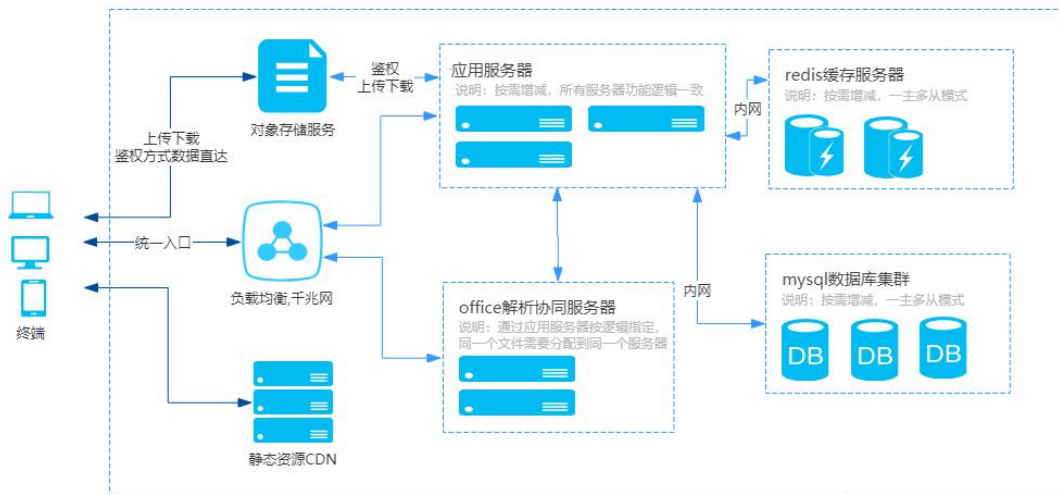 鉴权
上传下载
对象存储服务
上传下载
鉴权方式数据直达
应用服务器
说明：按需增减，所有服务器功能逻辑一致
内网
redis缓存服务器
说明：按需增减，一主多从模式
统一入口
负载均衡,千兆网
终端
office解析协同服务器
说明：通过应用服务器按逻辑指定，
同一个文件需要分配到同一个服务器
内网
mysql数据库集群
说明：按需增减，一主多从模式
DB
DB
DB
静态资源CDN